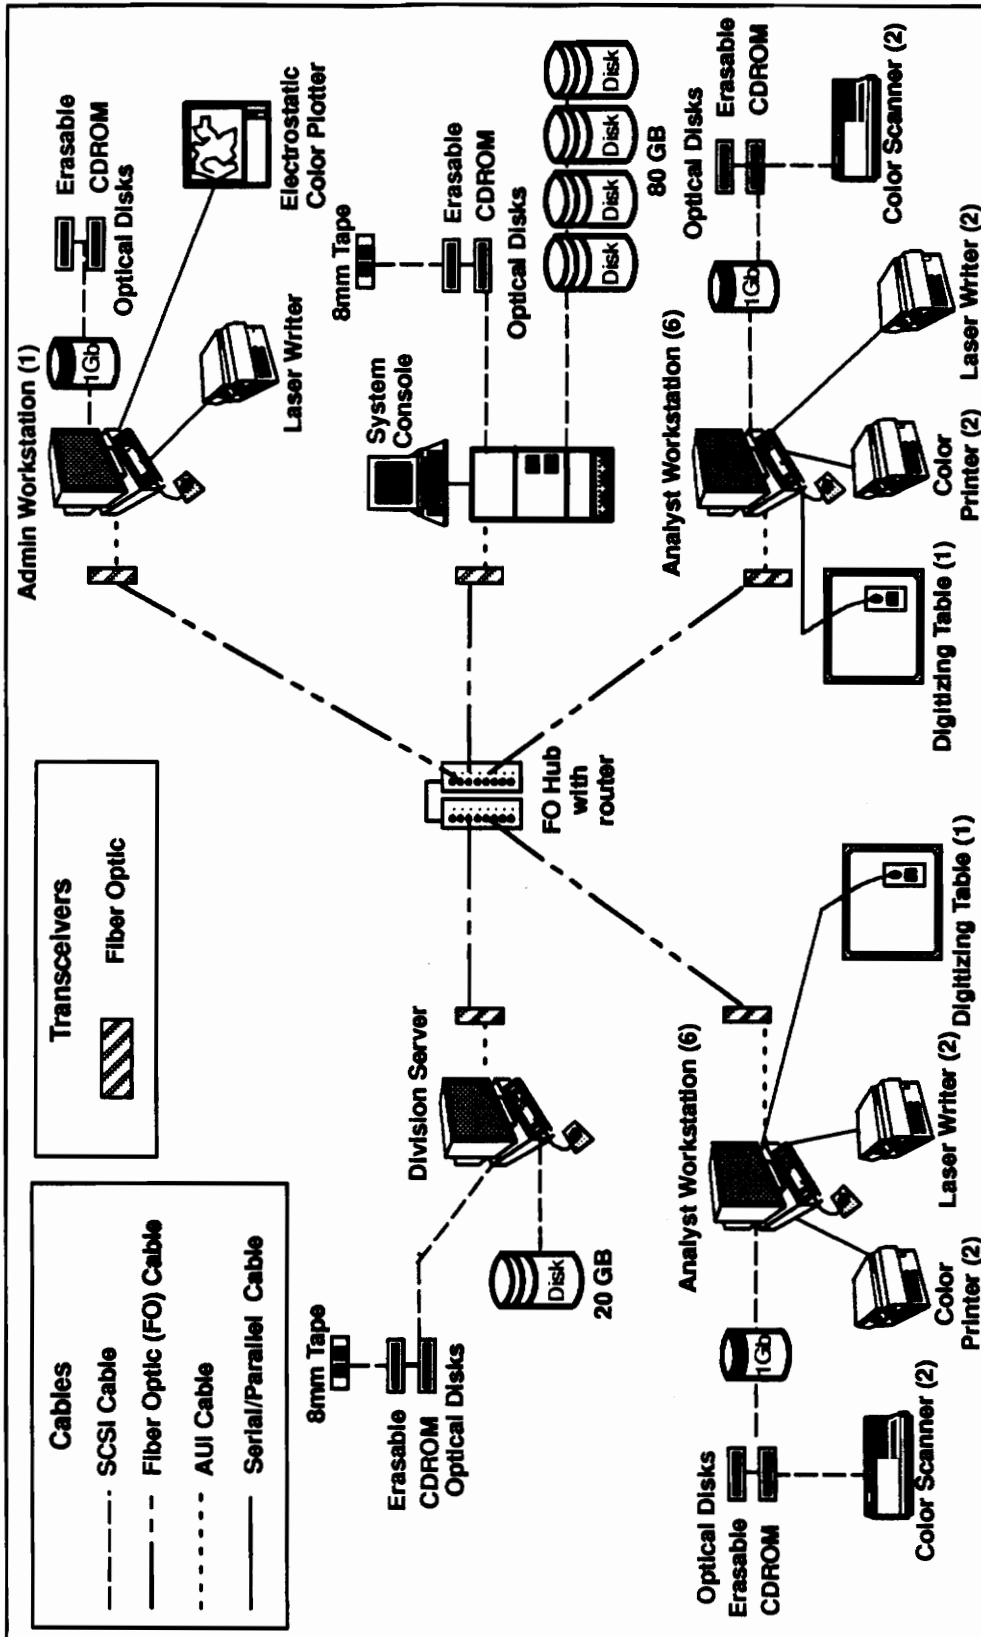 Cables
SCSI Cable
Fiber Optic (FO) Cable
AUI Cable
Serial/Parallel Cable
Transceivers
Fiber Optic
Admin Workstation (1)
1Gb
Erasable
CDROM
Optical Disks
Electrostatic
Color Plotter
Laser Writer
8mm Tape
Erasable
CDROM
Optical Disks
Disk
20 GB
Division Server
FO Hub
with
router
System
Console
8mm Tape
Erasable
CDROM
Optical Disks
Disk
Disk
Disk
Disk
80 GB
Optical Disks
Erasable
CDROM
Color Scanner (2)
1Gb
Analyst Workstation (6)
Color
Printer (2)
Laser Writer (2)
Digitizing Table (1)
Analyst Workstation (6)
1Gb
Optical Disks
Erasable
CDROM
Color Scanner (2)
Digitizing Table (1)
Color
Printer (2)
Laser Writer (2)